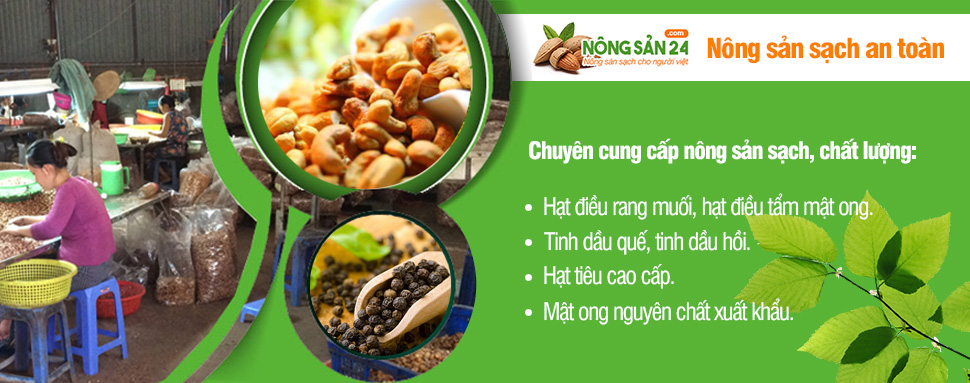 .com
NÔNG SẢN 24
Nông sản sạch cho người việt
Nông sản sạch an toàn
Chuyên cung cấp nông sản sạch, chất lượng:
• Hạt điều rang muối, hạt điều tẩm mật ong.
• Tinh dầu quế, tinh dầu hồi.
• Hạt tiêu cao cấp.
• Mật ong nguyên chất xuất khẩu.